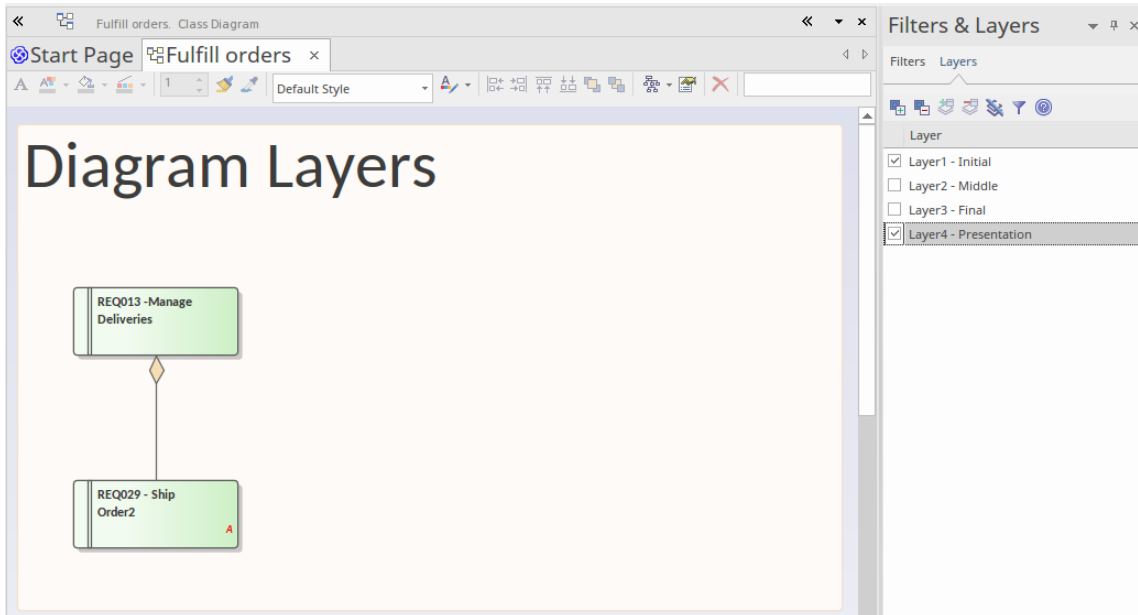 Fulfill orders. Class Diagram
Start Page
Fulfill orders
1
Default Style
Diagram Layers
REQ013 -Manage
Deliveries
REQ029 - Ship
Order2
A
Filters & Layers
Filters Layers
Layer
Layer1 - Initial
Layer2 - Middle
Layer3 - Final
Layer4 - Presentation